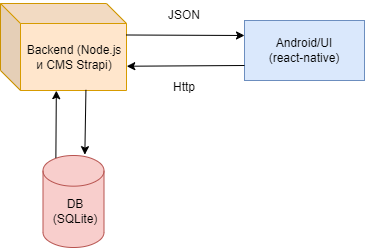 JSON
Backend (Node.js
и CMS Strapi)
Android/UI
(react-native)
Http
DB
(SQLite)